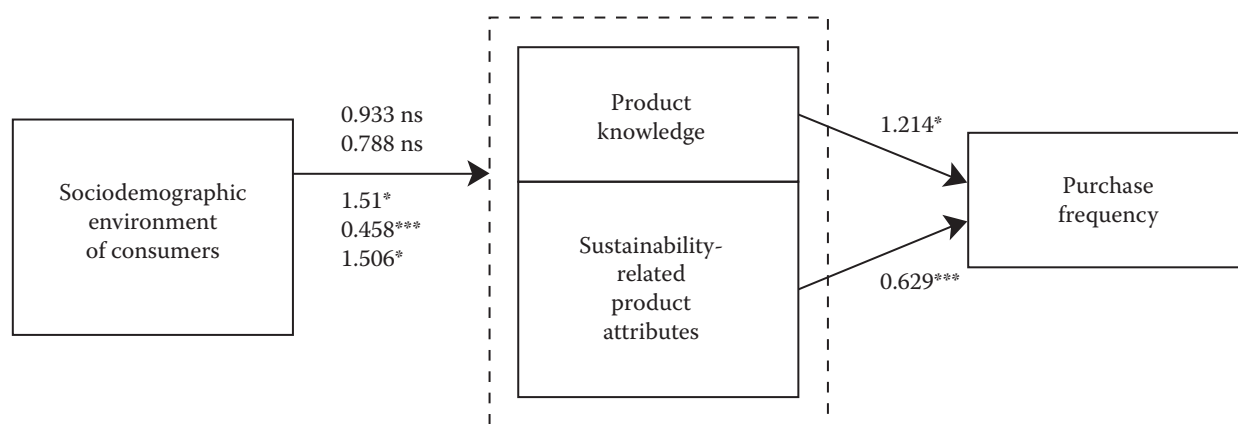 Sociodemographic
environment
of consumers
0.933 ns
0.788 ns
1.51*
0.458***
1.506*
Product
knowledge
Sustainability-
related
product
attributes
1.214*
0.629***
Purchase
frequency